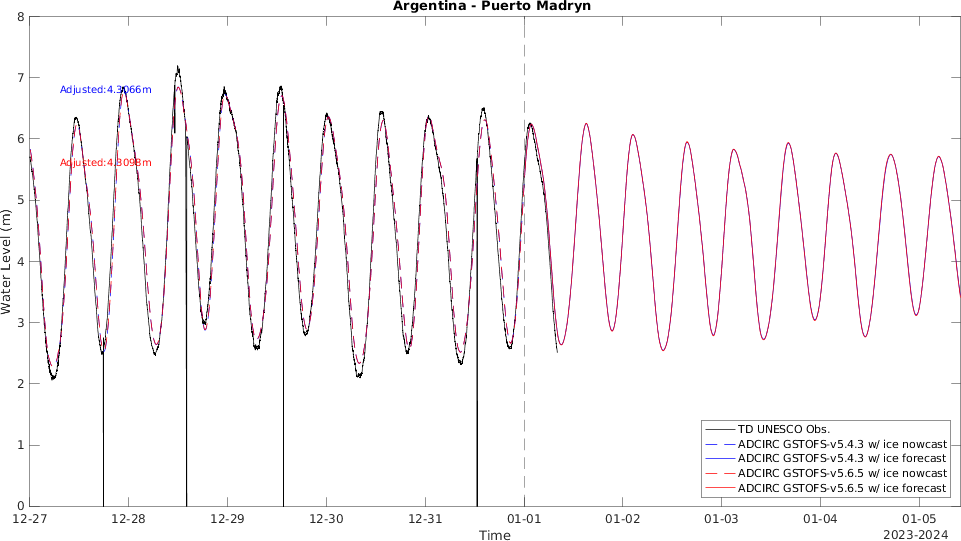 Argentina - Puerto Madryn
8
7
6
5
4
3
2
1
0
Water Level (m)
Adjusted:4.3066m
Adjusted:4.3098m
TD UNESCO Obs.
ADCIRC GSTOFS-v5.4.3 w/ ice nowcast
ADCIRC GSTOFS-v5.4.3 w/ ice forecast
ADCIRC GSTOFS-v5.6.5 w/ ice nowcast
ADCIRC GSTOFS-v5.6.5 w/ ice forecast
12-27 12-28 12-29 12-30 12-31 01-01 01-02 01-03 01-04 01-05
Time
2023-2024